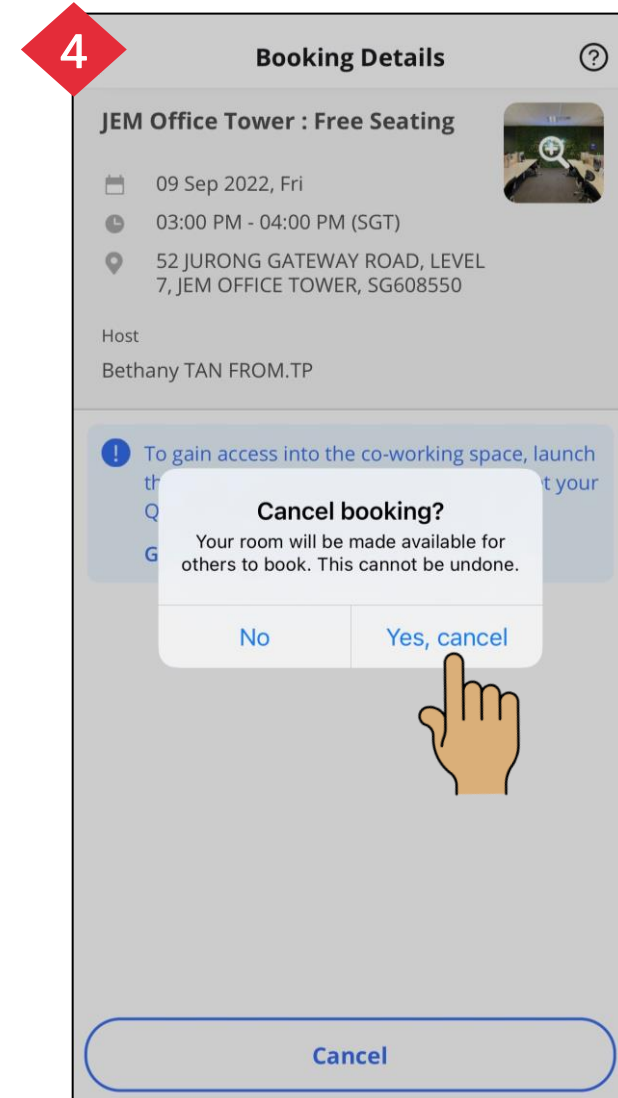 4
Booking Details
?
JEM Office Tower : Free Seating
09 Sep 2022, Fri
03:00 PM - 04:00 PM (SGT)
52 JURONG GATEWAY ROAD, LEVEL
7, JEM OFFICE TOWER, SG608550
Host
Bethany TAN FROM.TP
! To gain access into the co-working space, launch
your
Cancel booking?
Your room will be made available for
others to book. This cannot be undone.
No
Yes, cancel
Cancel